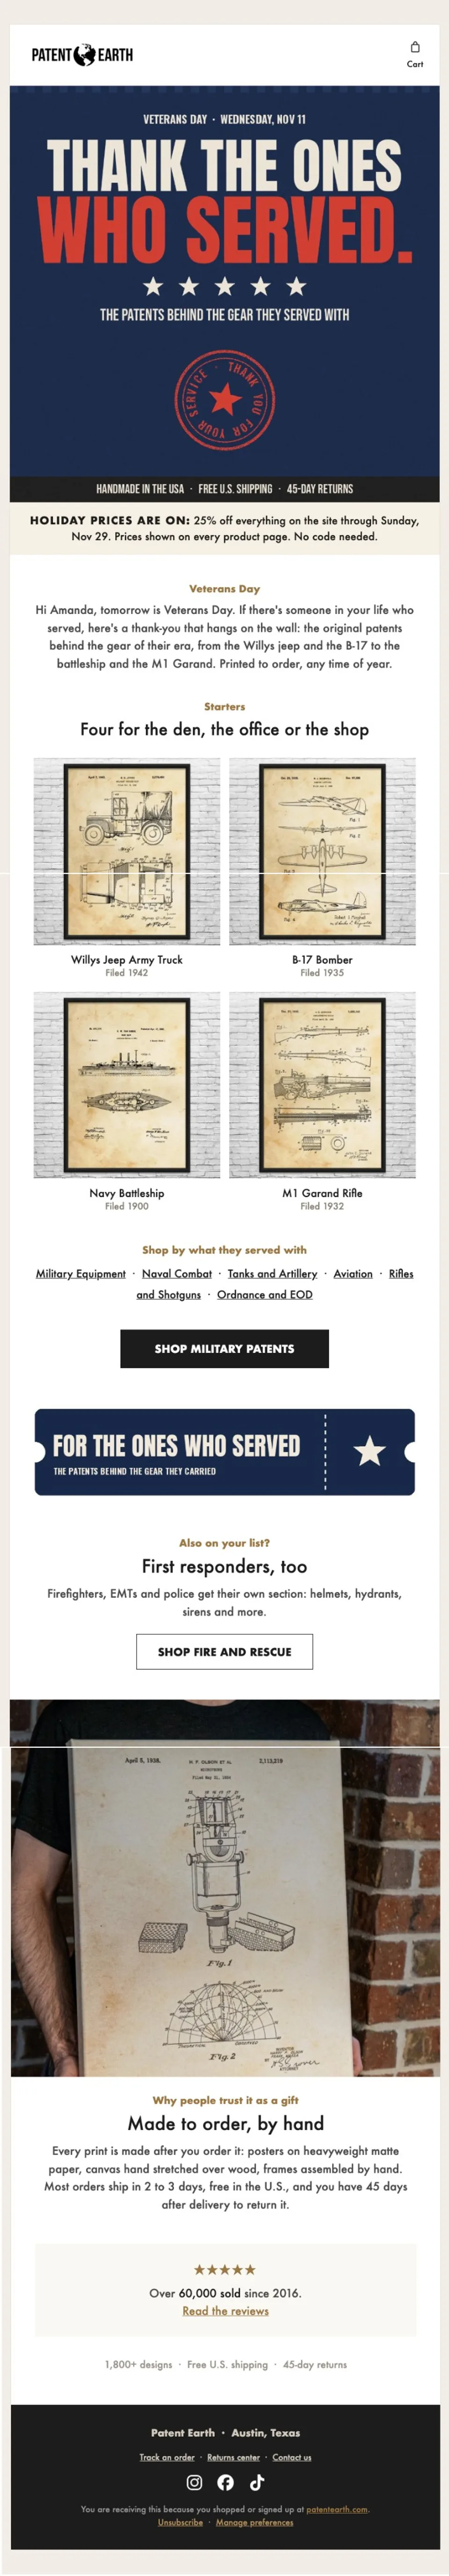 PATENT EARTH
Cart
VETERANS DAY · WEDNESDAY, NOV 11
THANK THE ONES
WHO SERVED.
THE PATENTS BEHIND THE GEAR THEY SERVED WITH
THANK YOU FOR YOUR SERVICE ·
HANDMADE IN THE USA · FREE U.S. SHIPPING · 45-DAY RETURNS
HOLIDAY PRICES ARE ON: 25% off everything on the site through Sunday,
Nov 29. Prices shown on every product page. No code needed.
Veterans Day
Hi Amanda, tomorrow is Veterans Day. If there's someone in your life who
served, here's a thank-you that hangs on the wall: the original patents
behind the gear of their era, from the Willys jeep and the B-17 to the
battleship and the M1 Garand. Printed to order, any time of year.
Starters
Four for the den, the office or the shop
Willys Jeep Army Truck
Filed 1942
B-17 Bomber
Filed 1935
Navy Battleship
Filed 1900
M1 Garand Rifle
Filed 1932
Shop by what they served with
Military Equipment · Naval Combat · Tanks and Artillery · Aviation · Rifles
and Shotguns · Ordnance and EOD
SHOP MILITARY PATENTS
FOR THE ONES WHO SERVED
THE PATENTS BEHIND THE GEAR THEY CARRIED
Also on your list?
First responders, too
Firefighters, EMTs and police get their own section: helmets, hydrants,
sirens and more.
SHOP FIRE AND RESCUE
April 5, 1938.
H. F. OLSON ET AL
2,113,219
Fig.1
Fig.2
Why people trust it as a gift
Made to order, by hand
Every print is made after you order it: posters on heavyweight matte
paper, canvas hand stretched over wood, frames assembled by hand.
Most orders ship in 2 to 3 days, free in the U.S., and you have 45 days
after delivery to return it.
Over 60,000 sold since 2016.
Read the reviews
1,800+ designs · Free U.S. shipping · 45-day returns
Patent Earth · Austin, Texas
Track an order · Returns center · Contact us
You are receiving this because you shopped or signed up at patentearth.com.
Unsubscribe · Manage preferences